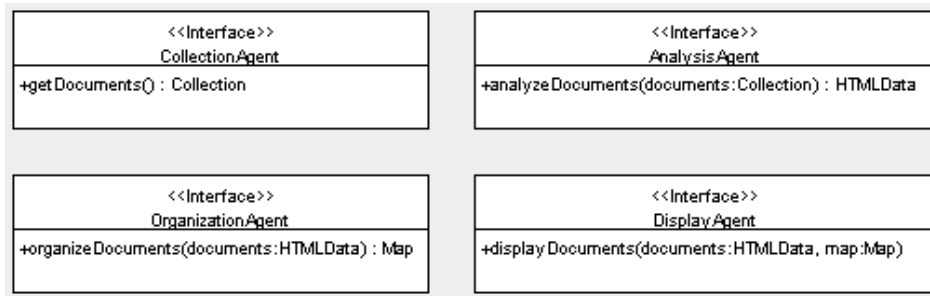 <<Interface>>
CollectionAgent
+getDocuments() : Collection
<<Interface>>
AnalysisAgent
+analyzeDocuments(documents:Collection) : HTMLData
<<Interface>>
OrganizationAgent
+organizeDocuments(documents:HTMLData) : Map
<<Interface>>
DisplayAgent
+displayDocuments(documents:HTMLData, map:Map)